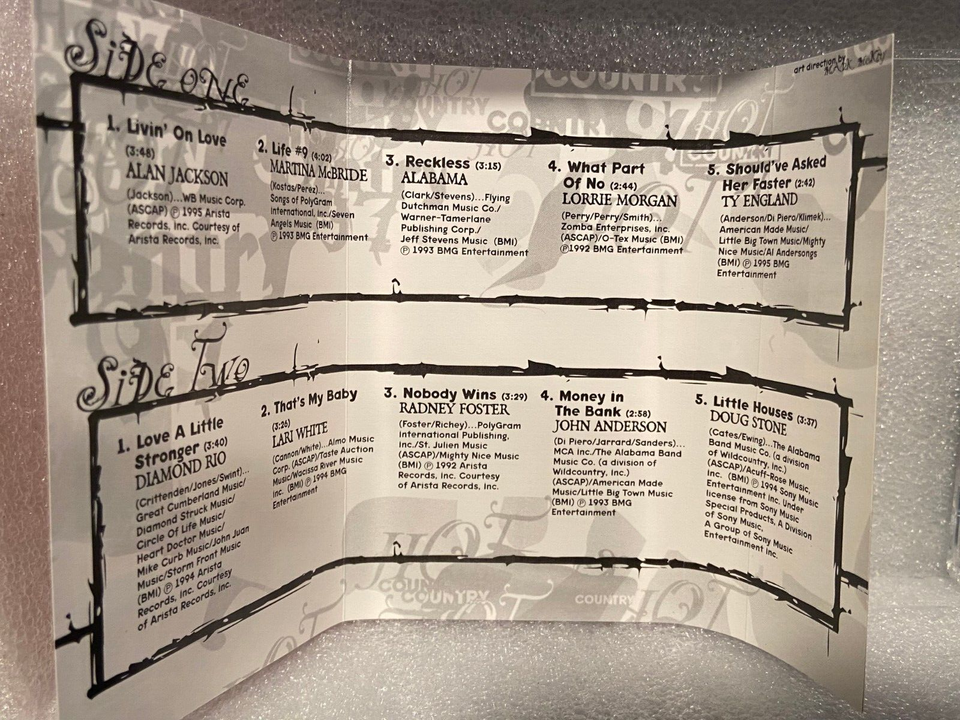 SiDE ONE
art direction by
1. Livin' On Love
(3:48)
ALAN JACKSON
(Jackson)...WB Music Corp.
(ASCAP) ℗ 1995 Arista
Records, Inc. Courtesy of
Arista Records, Inc.
2. Life #9 (4:02)
MARTINA McBRIDE
(Kostas/Perez)...
Songs of PolyGram
International, Inc./Seven
Angels Music (BMI)
℗ 1993 BMG Entertainment
3. Reckless (3:15)
ALABAMA
(Clark/Stevens)...Flying
Dutchman Music Co./
Warner-Tamerlane
Publishing Corp./
Jeff Stevens Music (BMI)
℗ 1993 BMG Entertainment
4. What Part
Of No (2:44)
LORRIE MORGAN
(Perry/Perry/Smith)...
Zomba Enterprises, Inc.
(ASCAP)/O-Tex Music (BMI)
℗1992 BMG Entertainment
5. Should've Asked
Her Faster (2:42)
TY ENGLAND
(Anderson/Di Piero/Klimek)...
American Made Music/
Little Big Town Music/Mighty
Nice Music/Al Andersongs
(BMI) ℗ 1995 BMG
Entertainment
SiDE TWO
1. Love A Little
Stronger (3:40)
DIAMOND RIO
(Crittenden/Jones/Swint)...
Great Cumberland Music/
Diamond Struck Music/
Circle Of Life Music/
Heart Doctor Music/
Mike Curb Music/John Juan
Music/Storm Front Music
(BMI) ℗ 1994 Arista
Records, Inc. Courtesy
of Arista Records, Inc.
2. That's My Baby
(3:26)
LARI WHITE
(Cannon/White)...Almo Music
Corp. (ASCAP)/Taste Auction
Music/Wacissa River Music
Inc. (BMI) ℗ 1994 BMG
Entertainment
3. Nobody Wins (3:29)
RADNEY FOSTER
(Foster/Richey)...PolyGram
International Publishing,
Inc./St. Julien Music
(ASCAP)/Mighty Nice Music
(BMI) ℗ 1992 Arista
Records, Inc. Courtesy
of Arista Records, Inc.
4. Money in
The Bank (2:58)
JOHN ANDERSON
(Di Piero/Jarrard/Sanders)...
MCA Inc./The Alabama Band
Music Co. (a division of
Wildcountry, Inc.)
(ASCAP)/American Made
Music/Little Big Town Music
(BMI) ℗ 1993 BMG
Entertainment
5. Little Houses (3:37)
DOUG STONE
(Cates/Ewing)...The Alabama
Band Music Co. (a division
of Wildcountry, Inc.)
(ASCAP)/Acuff-Rose Music,
Inc. (BMI) ℗ 1994 Sony Music
Entertainment Inc. Under
license from Sony Music
Special Products, A Division
of Sony Music,
A Group of Sony Music
Entertainment Inc.